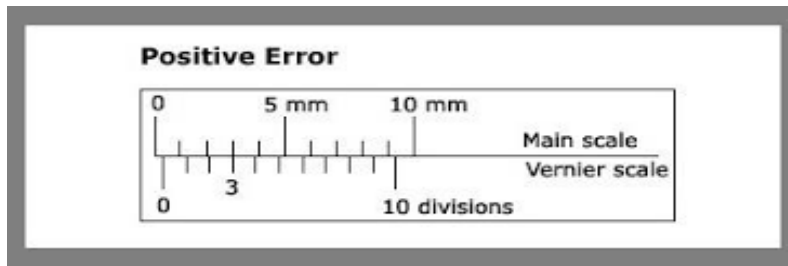 Positive Error
0 5 mm 10 mm
Main scale
Vernier scale
3
0 10 divisions